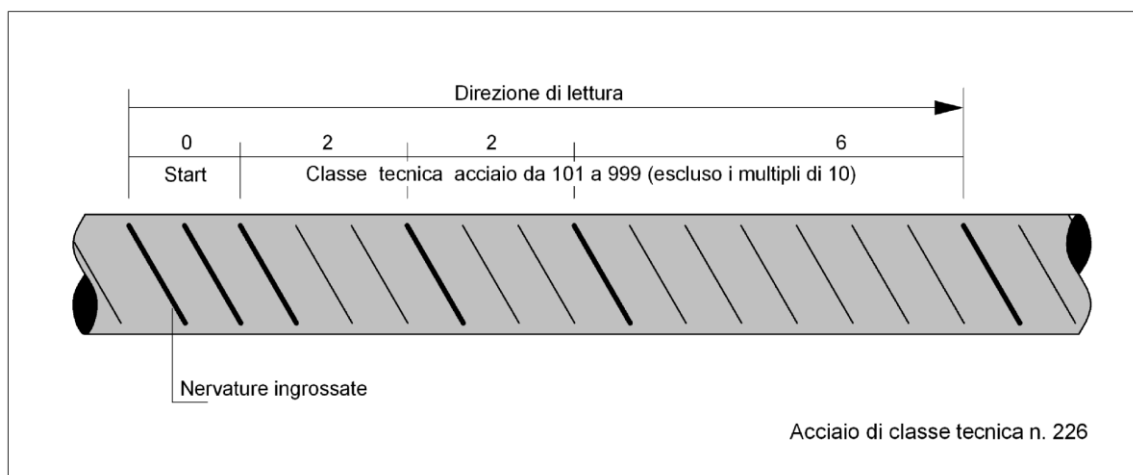 Direzione di lettura
0 2 2 6
Start Classe tecnica acciaio da 101 a 999 (escluso i multipli di 10)
Nervature ingrossate
Acciaio di classe tecnica n. 226